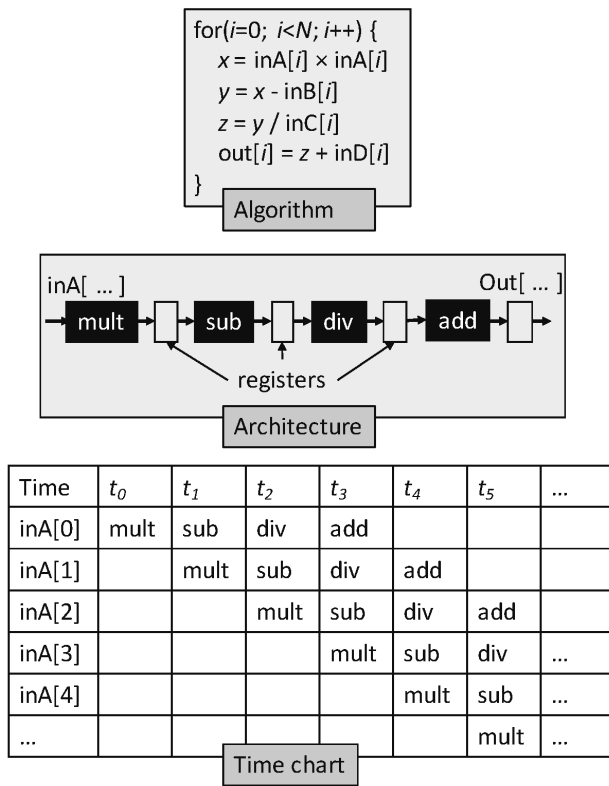 for(i=0; i<N; i++) {
x = inA[i] × inA[i]
y = x - inB[i]
z = y / inC[i]
out[i] = z + inD[i]
}
Algorithm
inA[ ... ] Out[ ... ]
mult sub div add
registers
Architecture
Time t0 t1 t2 t3 t4 t5 ...
inA[0] mult sub div add
inA[1] mult sub div add
inA[2] mult sub div add
inA[3] mult sub div ...
inA[4] mult sub ...
... mult ...
Time chart